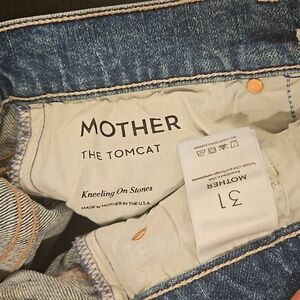 MOTHER
THE TOMCAT
Kneeling On Stones
MADE by MOTHER IN THE U.S.A.
31
MOTHER